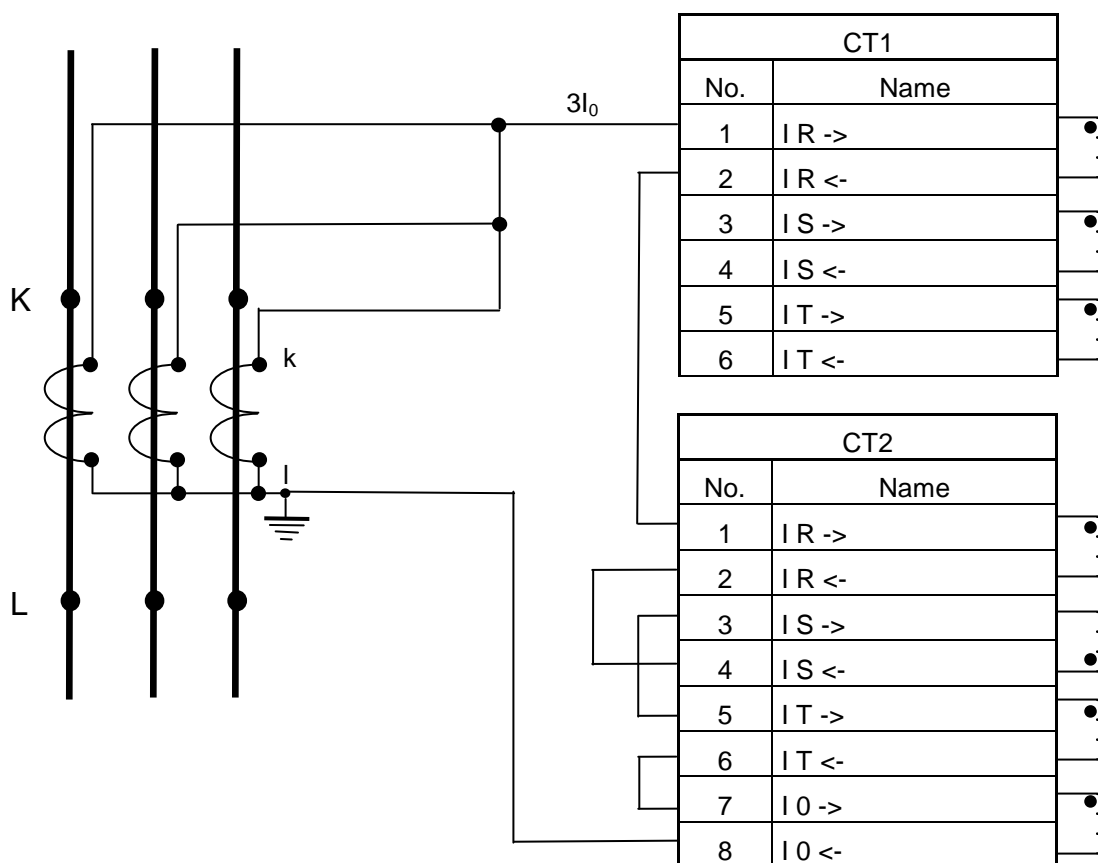 CT1
No. Name
1 I R ->
2 I R <-
3 I S ->
4 I S <-
5 I T ->
6 I T <-
3I₀
K
k
l
L
CT2
No. Name
1 I R ->
2 I R <-
3 I S ->
4 I S <-
5 I T ->
6 I T <-
7 I 0 ->
8 I 0 <-